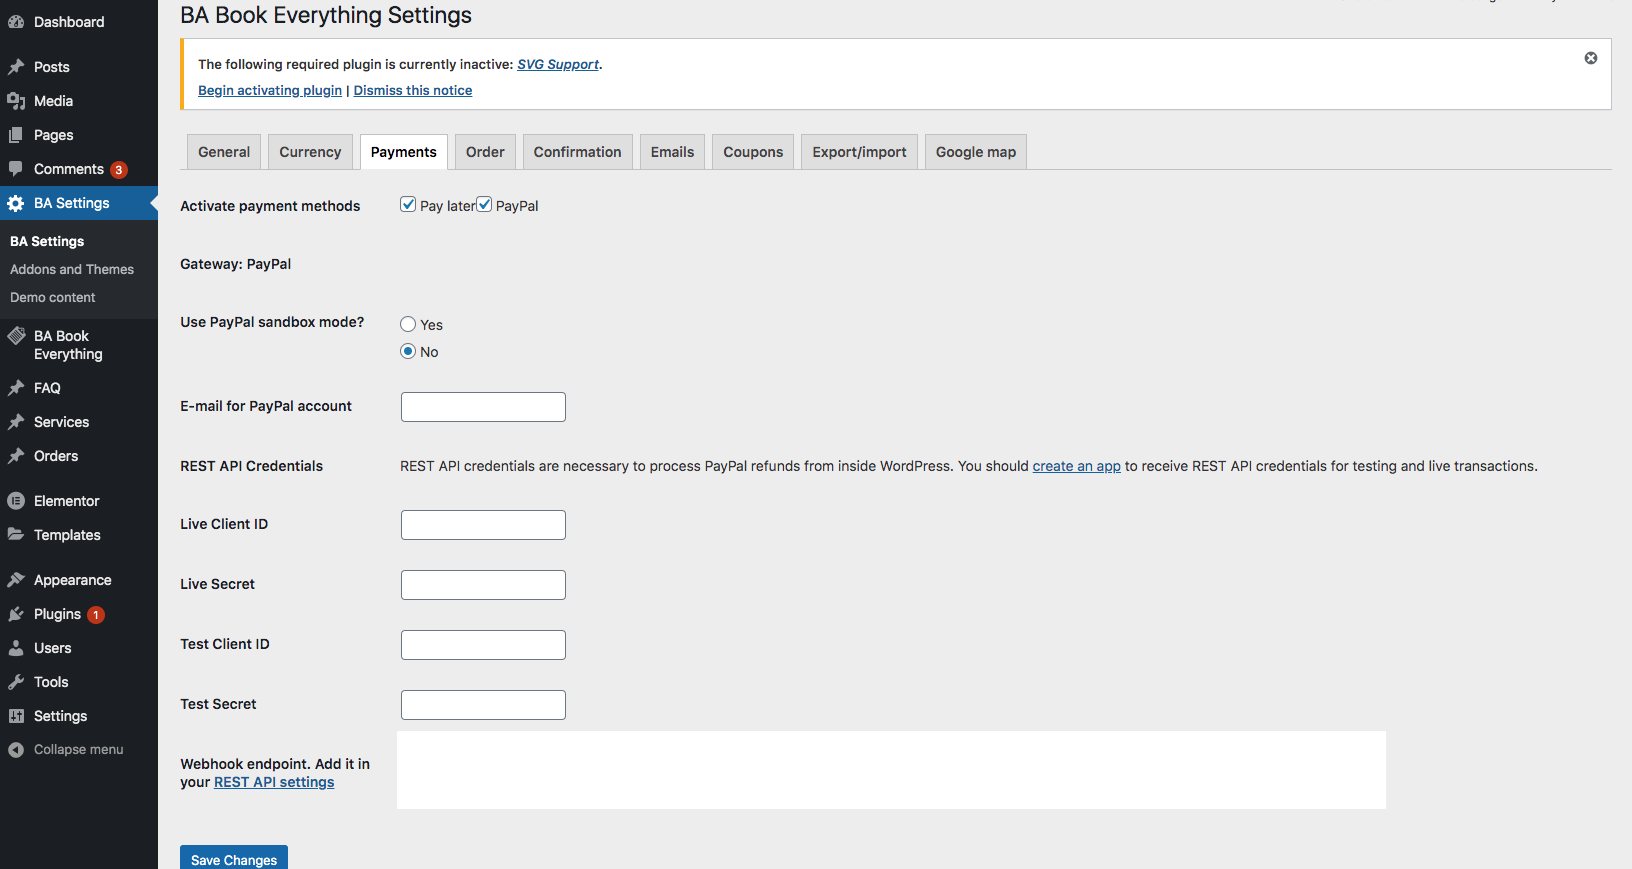 BA Book Everything Settings
The following required plugin is currently inactive: SVG Support.
Begin activating plugin | Dismiss this notice
General Currency Payments Order Confirmation Emails Coupons Export/import Google map
Activate payment methods Pay later PayPal
Gateway: PayPal
Use PayPal sandbox mode? Yes
No
E-mail for PayPal account
REST API Credentials REST API credentials are necessary to process PayPal refunds from inside WordPress. You should create an app to receive REST API credentials for testing and live transactions.
Live Client ID
Live Secret
Test Client ID
Test Secret
Webhook endpoint. Add it in
your REST API settings
Save Changes
Dashboard
Posts
Media
Pages
Comments 3
BA Settings
BA Settings
Addons and Themes
Demo content
BA Book
Everything
FAQ
Services
Orders
Elementor
Templates
Appearance
Plugins 1
Users
Tools
Settings
Collapse menu